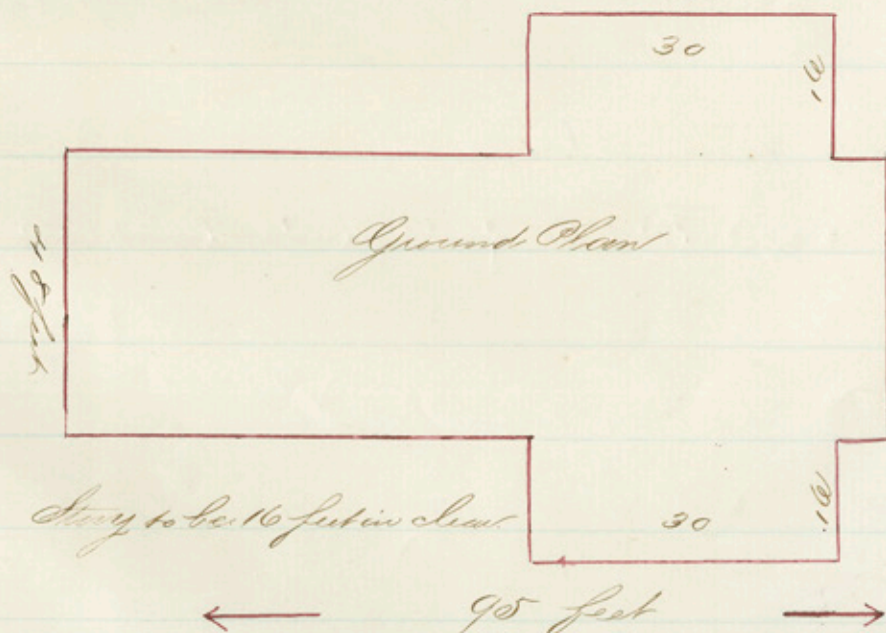 30
16
Ground Plan
48 feet
Story to be 16 feet in clear.
30
16
95 feet